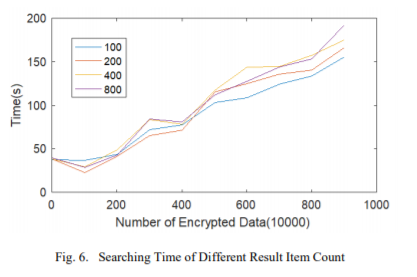 200
150
100
50
0
Time(s)
100
200
400
800
0 200 400 600 800 1000
Number of Encrypted Data(10000)
Fig. 6. Searching Time of Different Result Item Count